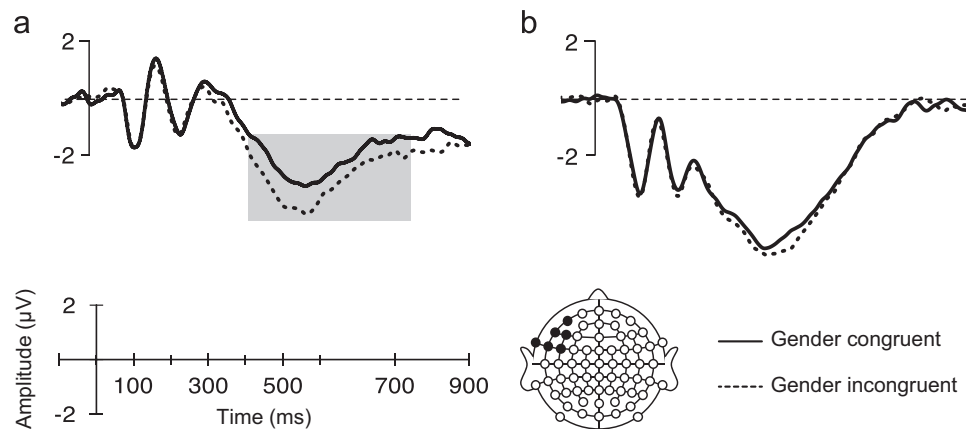 a
b
2
-2
2
-2
Amplitude (μV)
2
-2
100 300 500 700 900
Time (ms)
Gender congruent
Gender incongruent